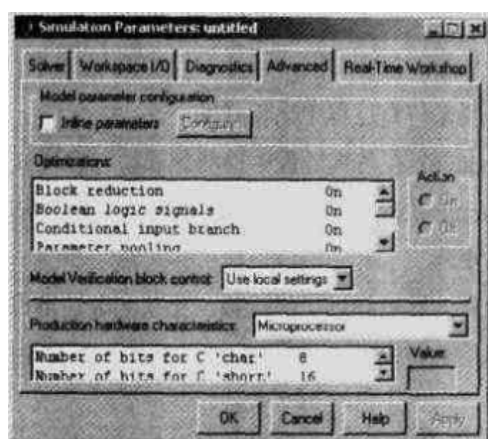 Simulation Parameters: untitled
Solver Workspace I/O Diagnostics Advanced Real-Time Workshop
Model parameter configuration
Inline parameters Configure...
Optimizations:
Action
Block reduction On
On
Boolean logic signals On
Conditional input branch On
Parameter pooling On
Model Verification block control: Use local settings
Production hardware characteristics: Microprocessor
Value:
Number of bits for C 'char' 8
Number of bits for C 'short' 16
OK Cancel Help Apply